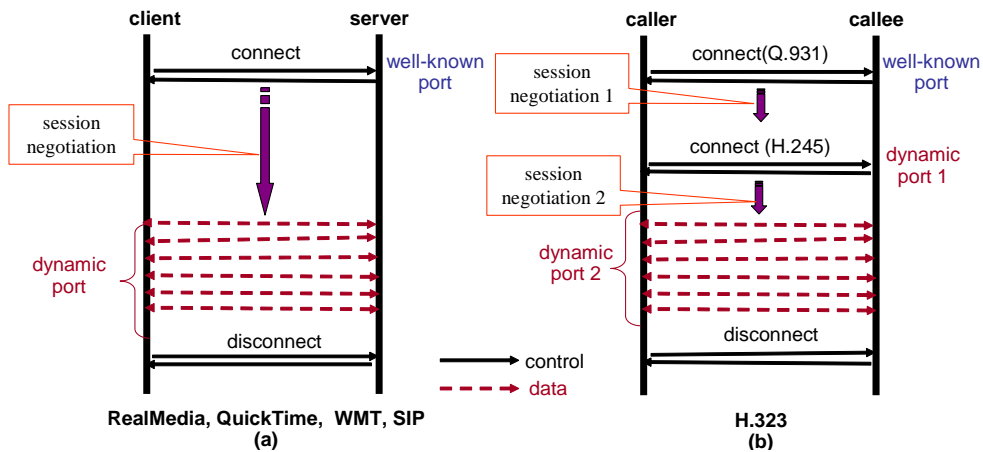 client
server
connect
well-known
port
session
negotiation
dynamic
port
disconnect
RealMedia, QuickTime, WMT, SIP
(a)
control
data
caller
callee
connect(Q.931)
well-known
port
session
negotiation 1
connect (H.245)
dynamic
port 1
session
negotiation 2
dynamic
port 2
disconnect
H.323
(b)